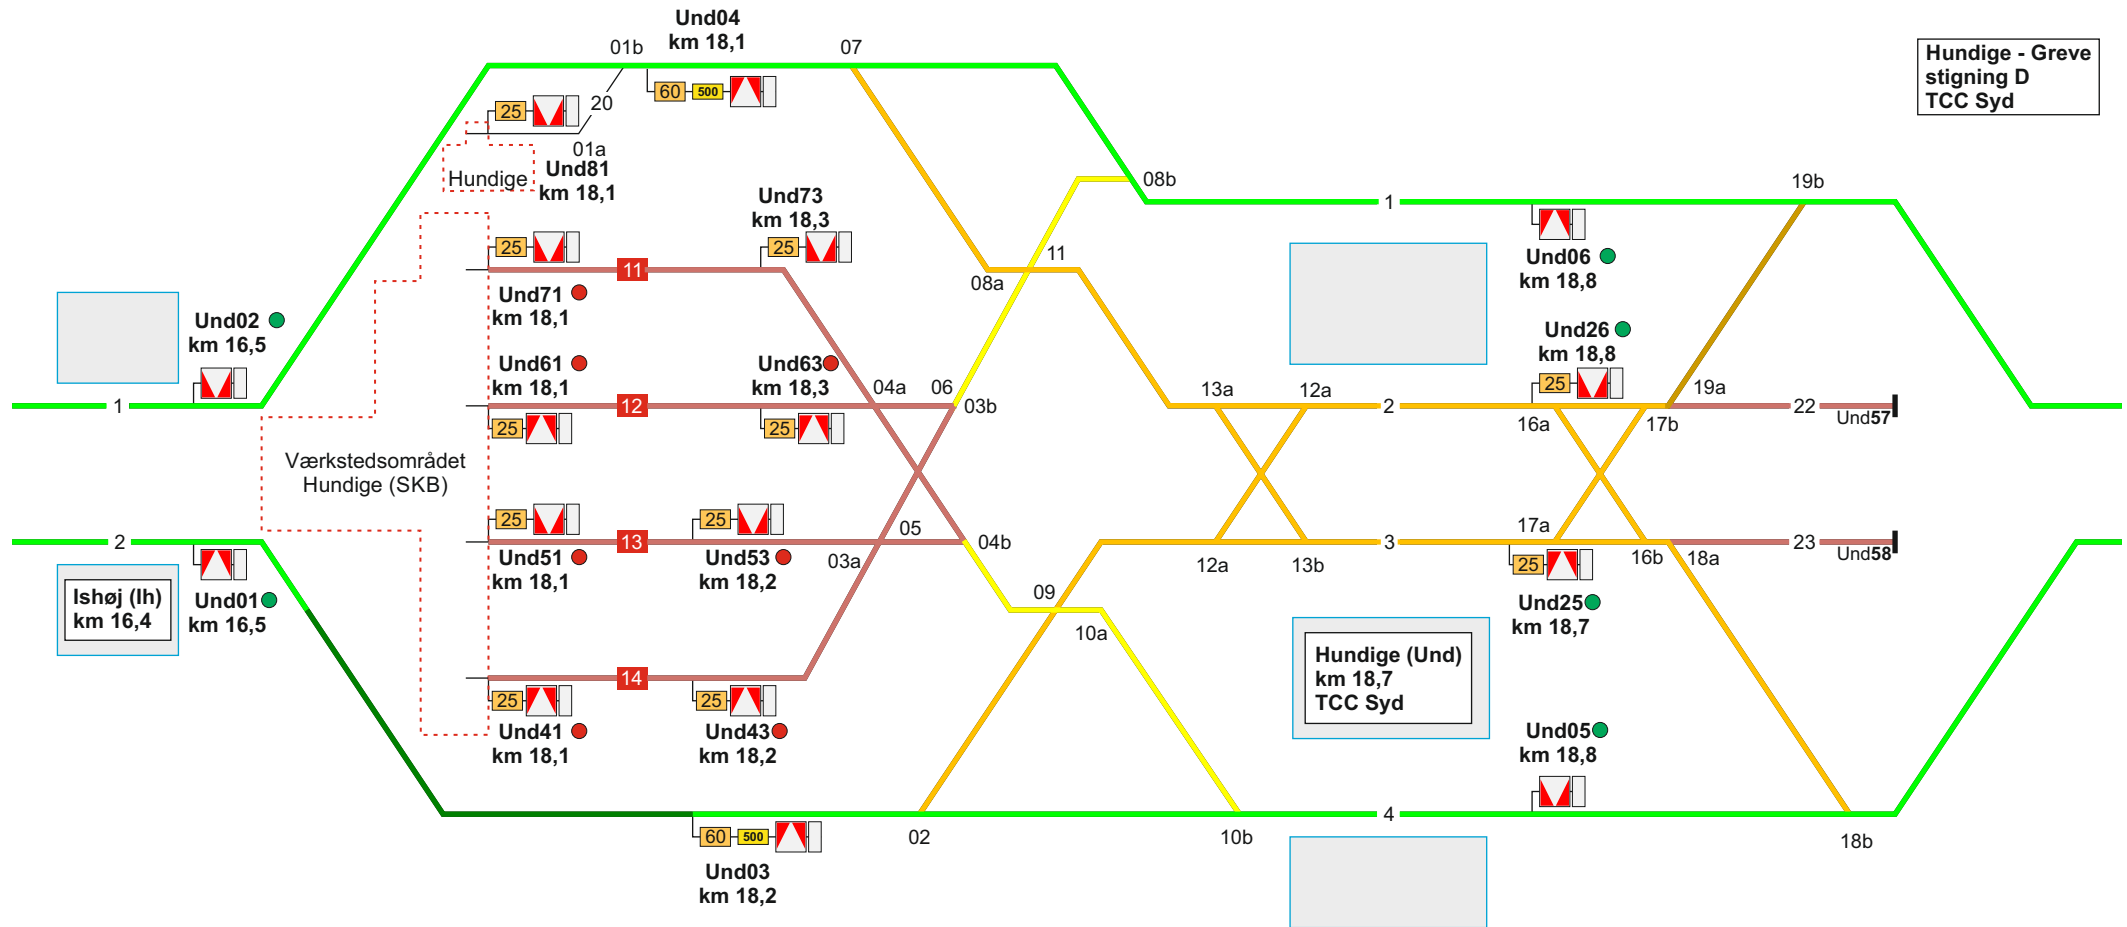 Und04
km 18,1
01b
07
Hundige - Greve
stigning D
TCC Syd
60
500
25
20
01a
Und81
km 18,1
Hundige
08b
19b
Und73
km 18,3
1
25
25
11
11
08a
Und06
km 18,8
Und71
km 18,1
Und02
km 16,5
Und26
km 18,8
Und61
km 18,1
Und63
km 18,3
04a
06
03b
13a
12a
25
19a
1
12
2
22
Und57
25
25
16a
17b
Værkstedsområdet
Hundige (SKB)
25
25
17a
2
13
05
04b
3
23
Und58
Und51
km 18,1
Und53
km 18,2
03a
12a
13b
25
16b
18a
Ishøj (Ih)
km 16,4
Und01
km 16,5
09
10a
Und25
km 18,7
14
Hundige (Und)
km 18,7
TCC Syd
25
25
Und41
km 18,1
Und43
km 18,2
Und05
km 18,8
4
60
500
02
10b
18b
Und03
km 18,2